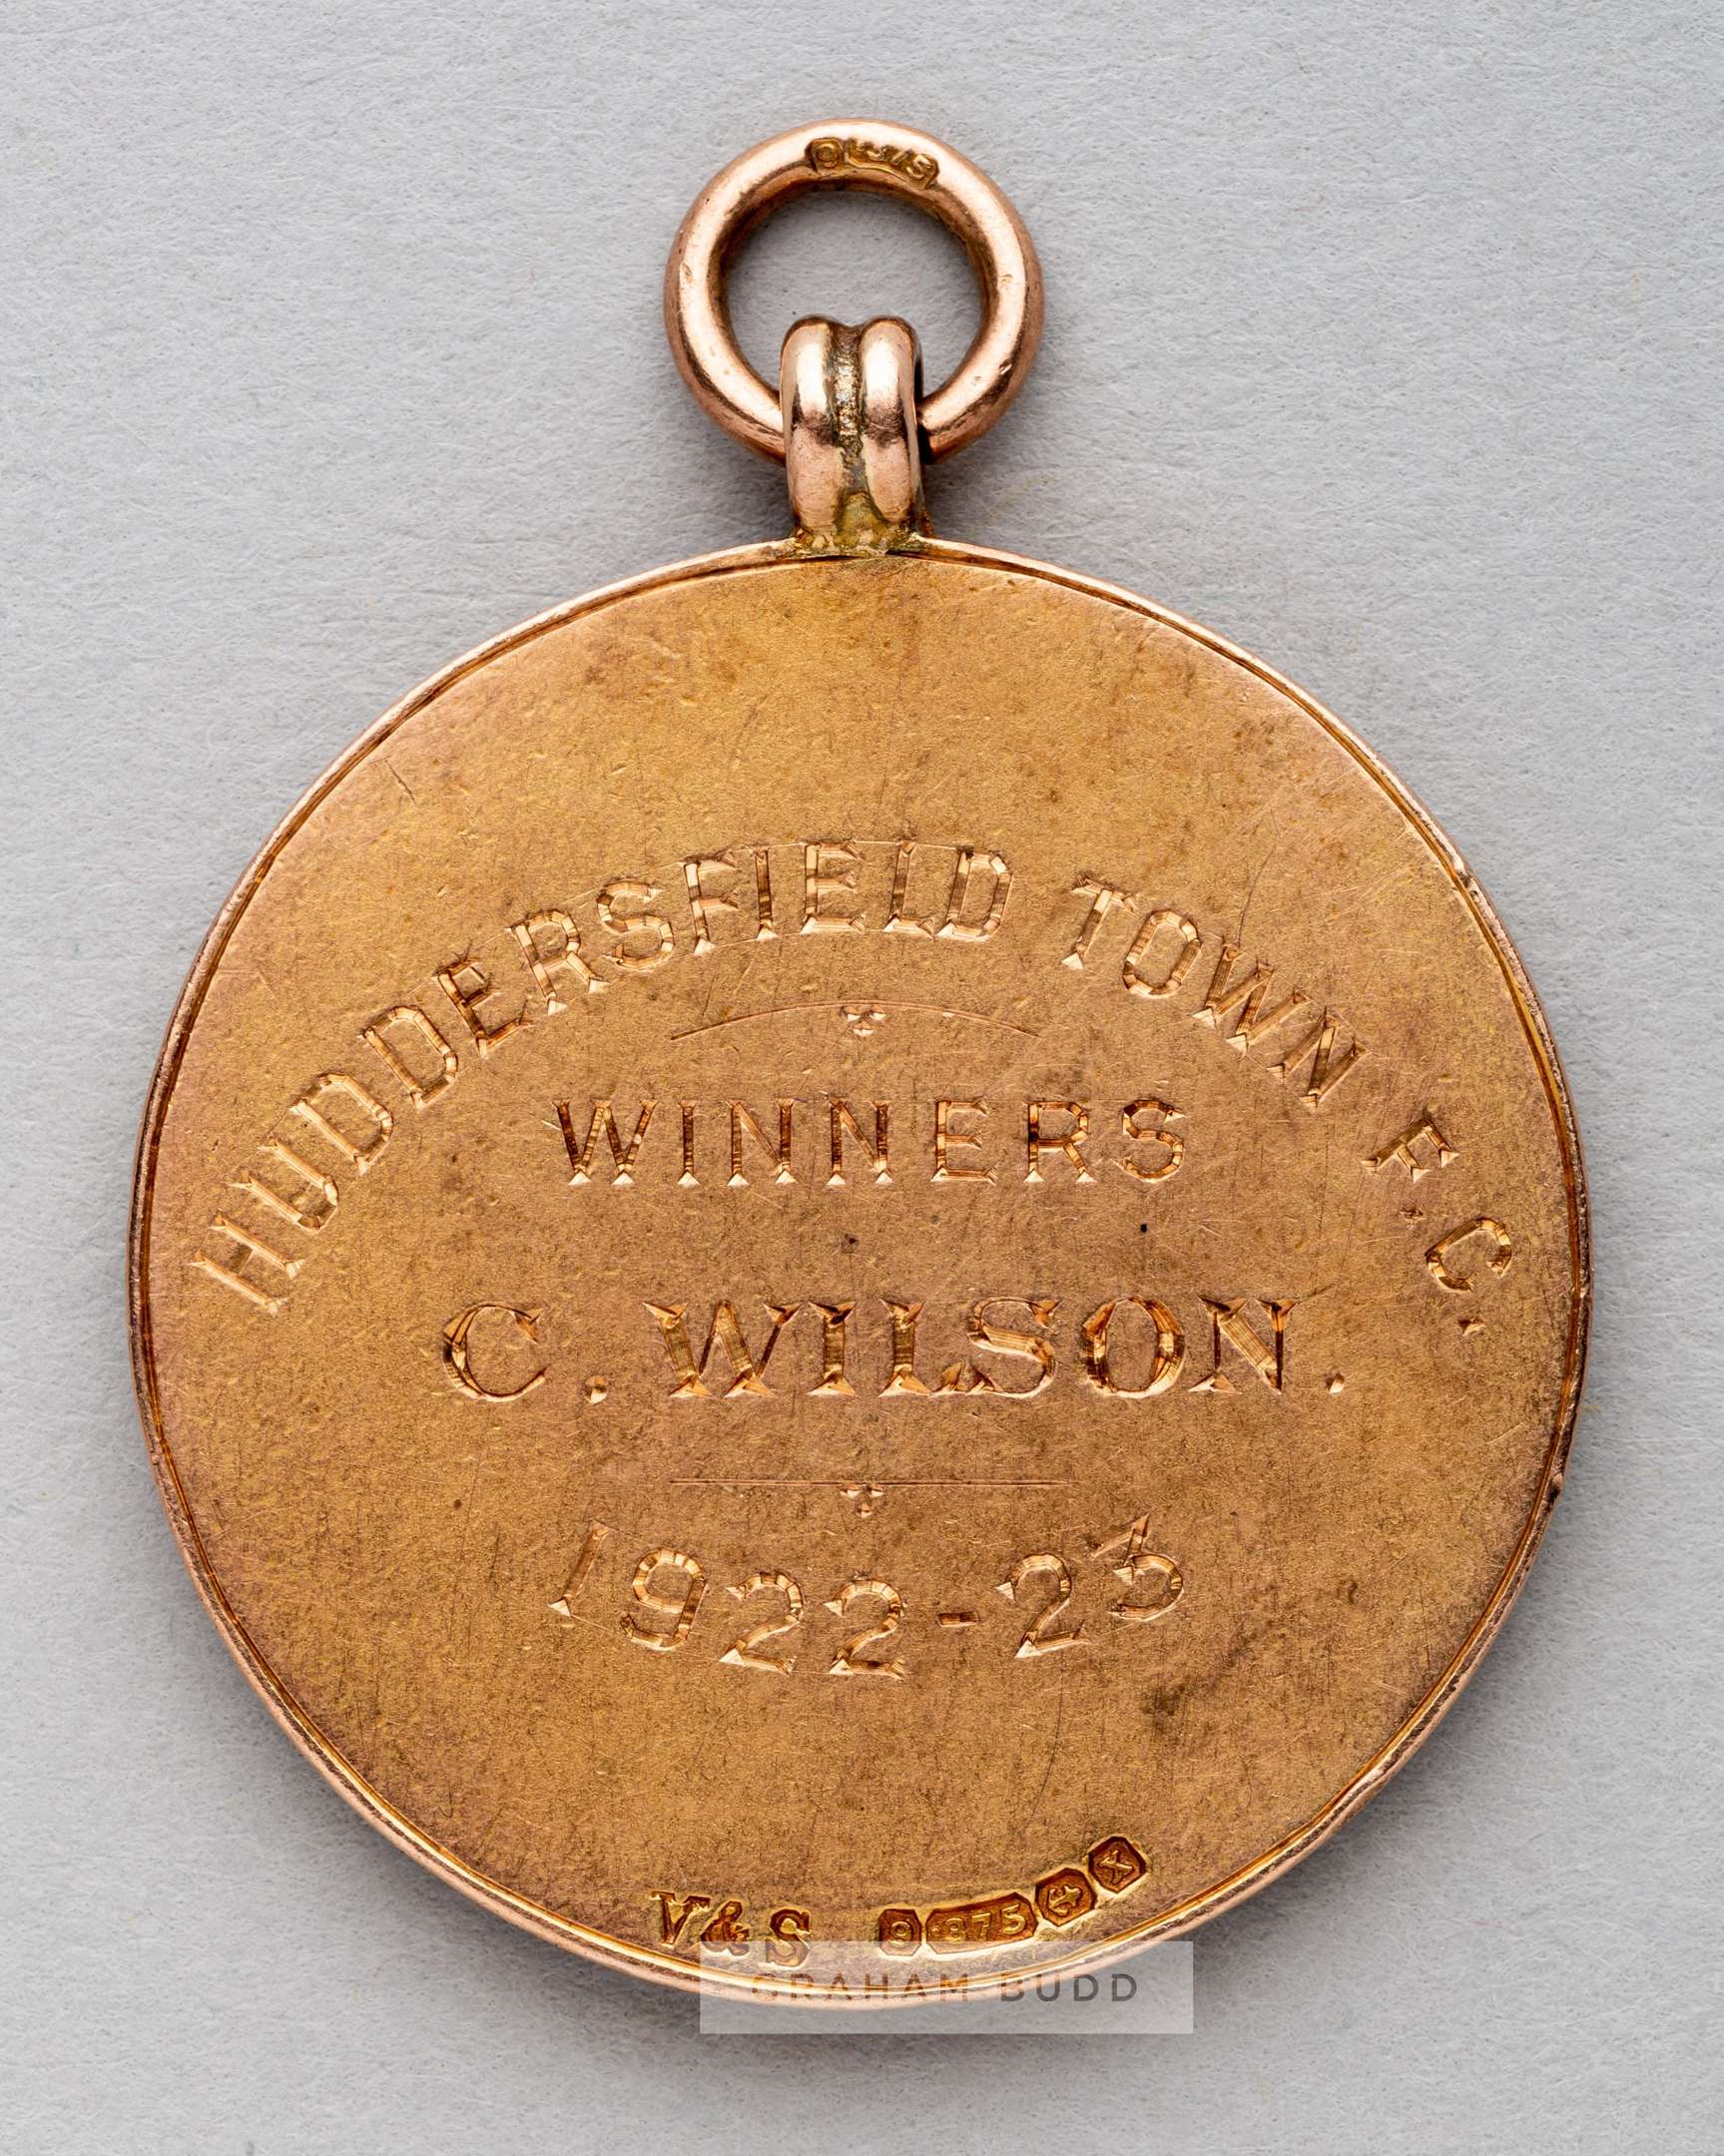 HUDDERSFIELD TOWN F.C.
WINNERS
C. WILSON.
1922-23
V&S 9 .375 X
GRAHAM BUDD